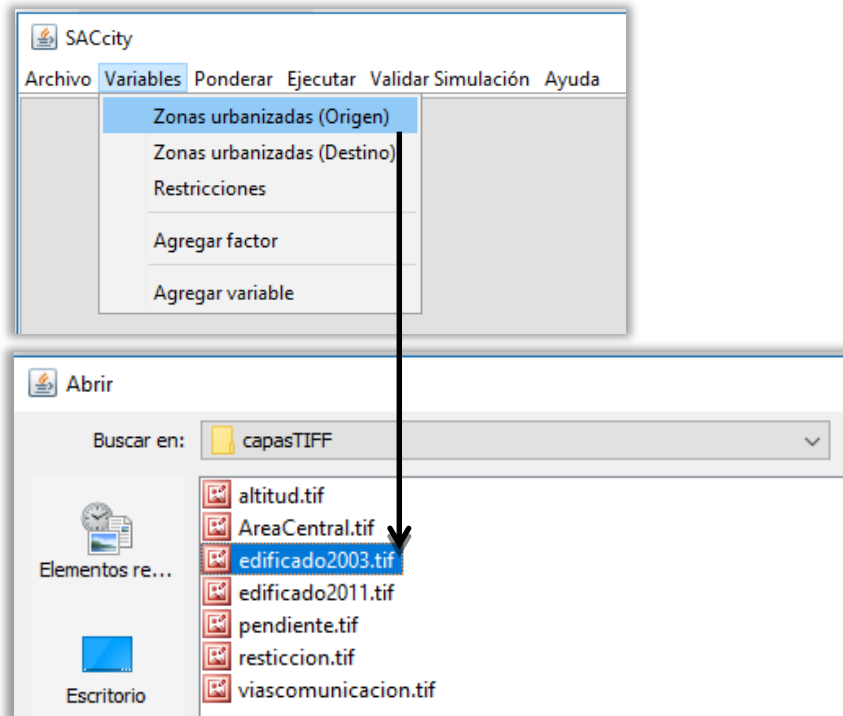 SACcity
Archivo Variables Ponderar Ejecutar Validar Simulación Ayuda
Zonas urbanizadas (Origen)
Zonas urbanizadas (Destino)
Restricciones
Agregar factor
Agregar variable
Abrir
Buscar en: capasTIFF
altitud.tif
AreaCentral.tif
edificado2003.tif
edificado2011.tif
pendiente.tif
resticcion.tif
viascomunicacion.tif
Elementos re...
Escritorio